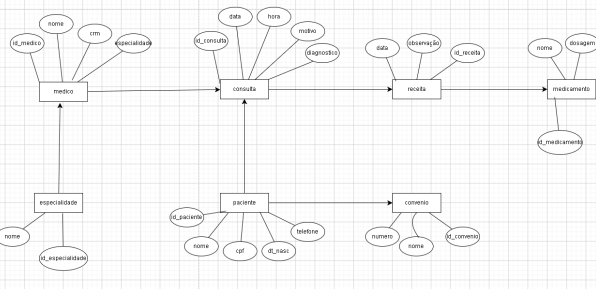 data
hora
nome
motivo
crm
id_medico
especialidade
id_consulta
diagnostico
data
observação
id_receita
nome
dosagem
medico
consulta
receita
medicamento
id_medicamento
especialidade
paciente
convenio
id_paciente
telefone
nome
id_especialidade
nome
cpf
dt_nasc
numero
nome
id_convenio